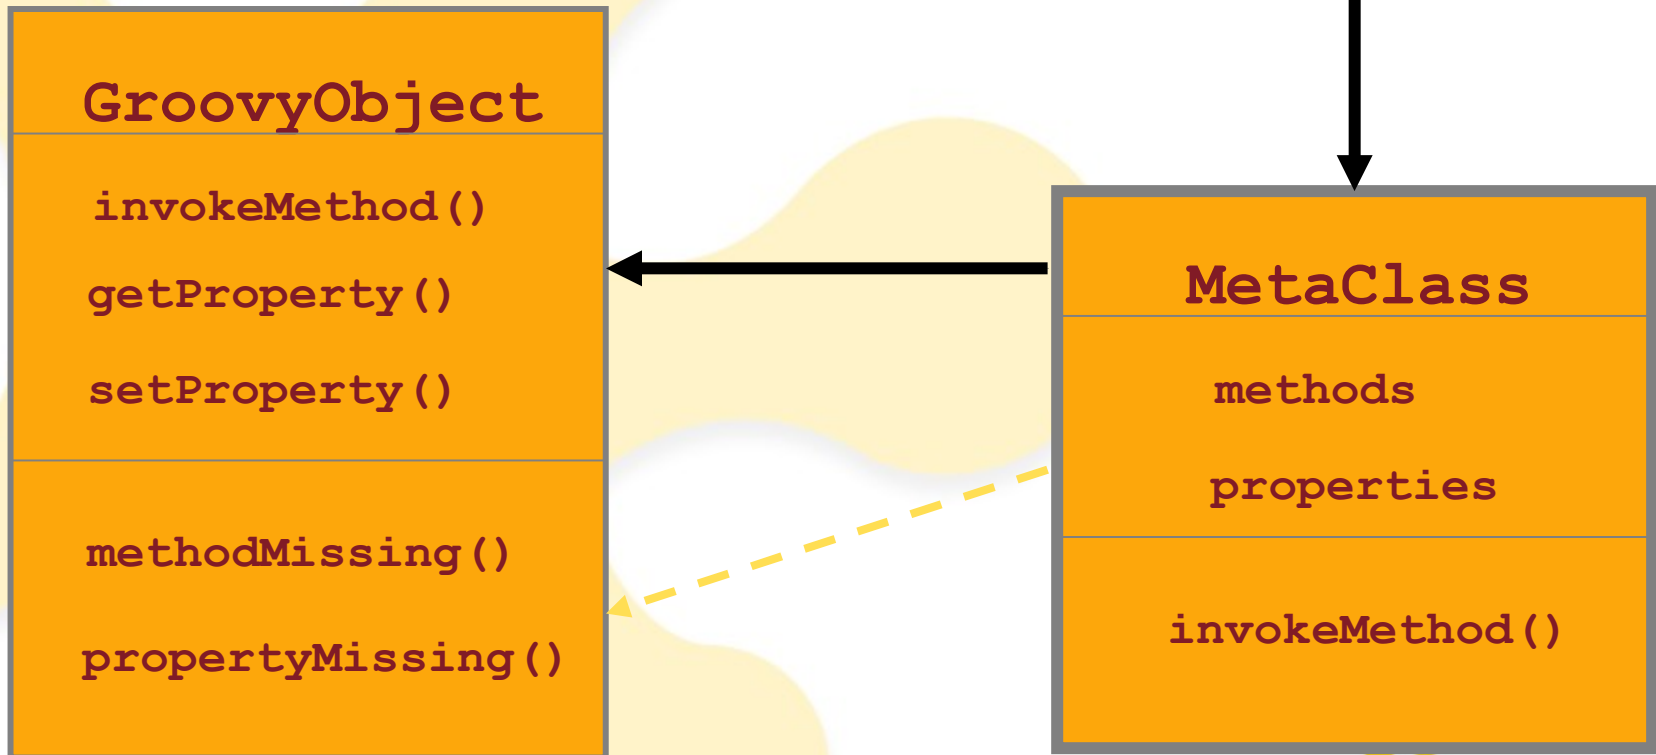 GroovyObject
invokeMethod()
getProperty()
setProperty()
methodMissing()
propertyMissing()
MetaClass
methods
properties
invokeMethod()